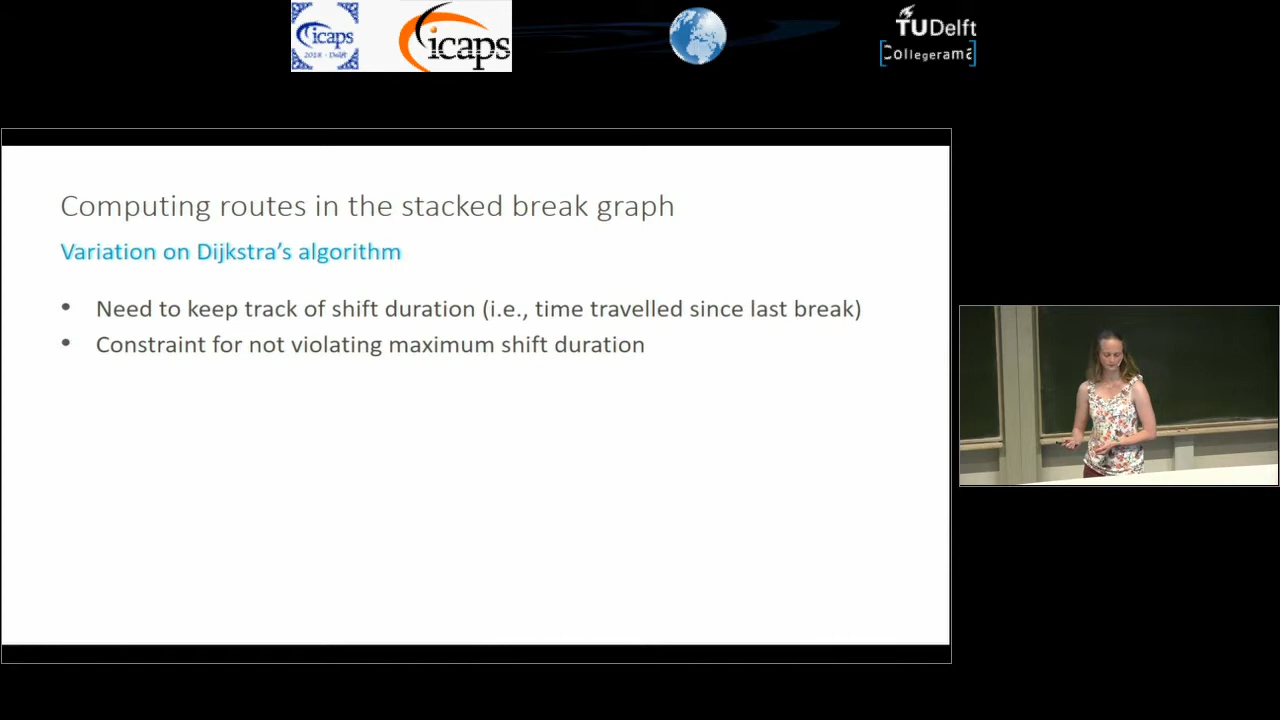 icaps
2018 - Delft
icaps
TUDelft
Collegerama
Computing routes in the stacked break graph
Variation on Dijkstra's algorithm
• Need to keep track of shift duration (i.e., time travelled since last break)
• Constraint for not violating maximum shift duration